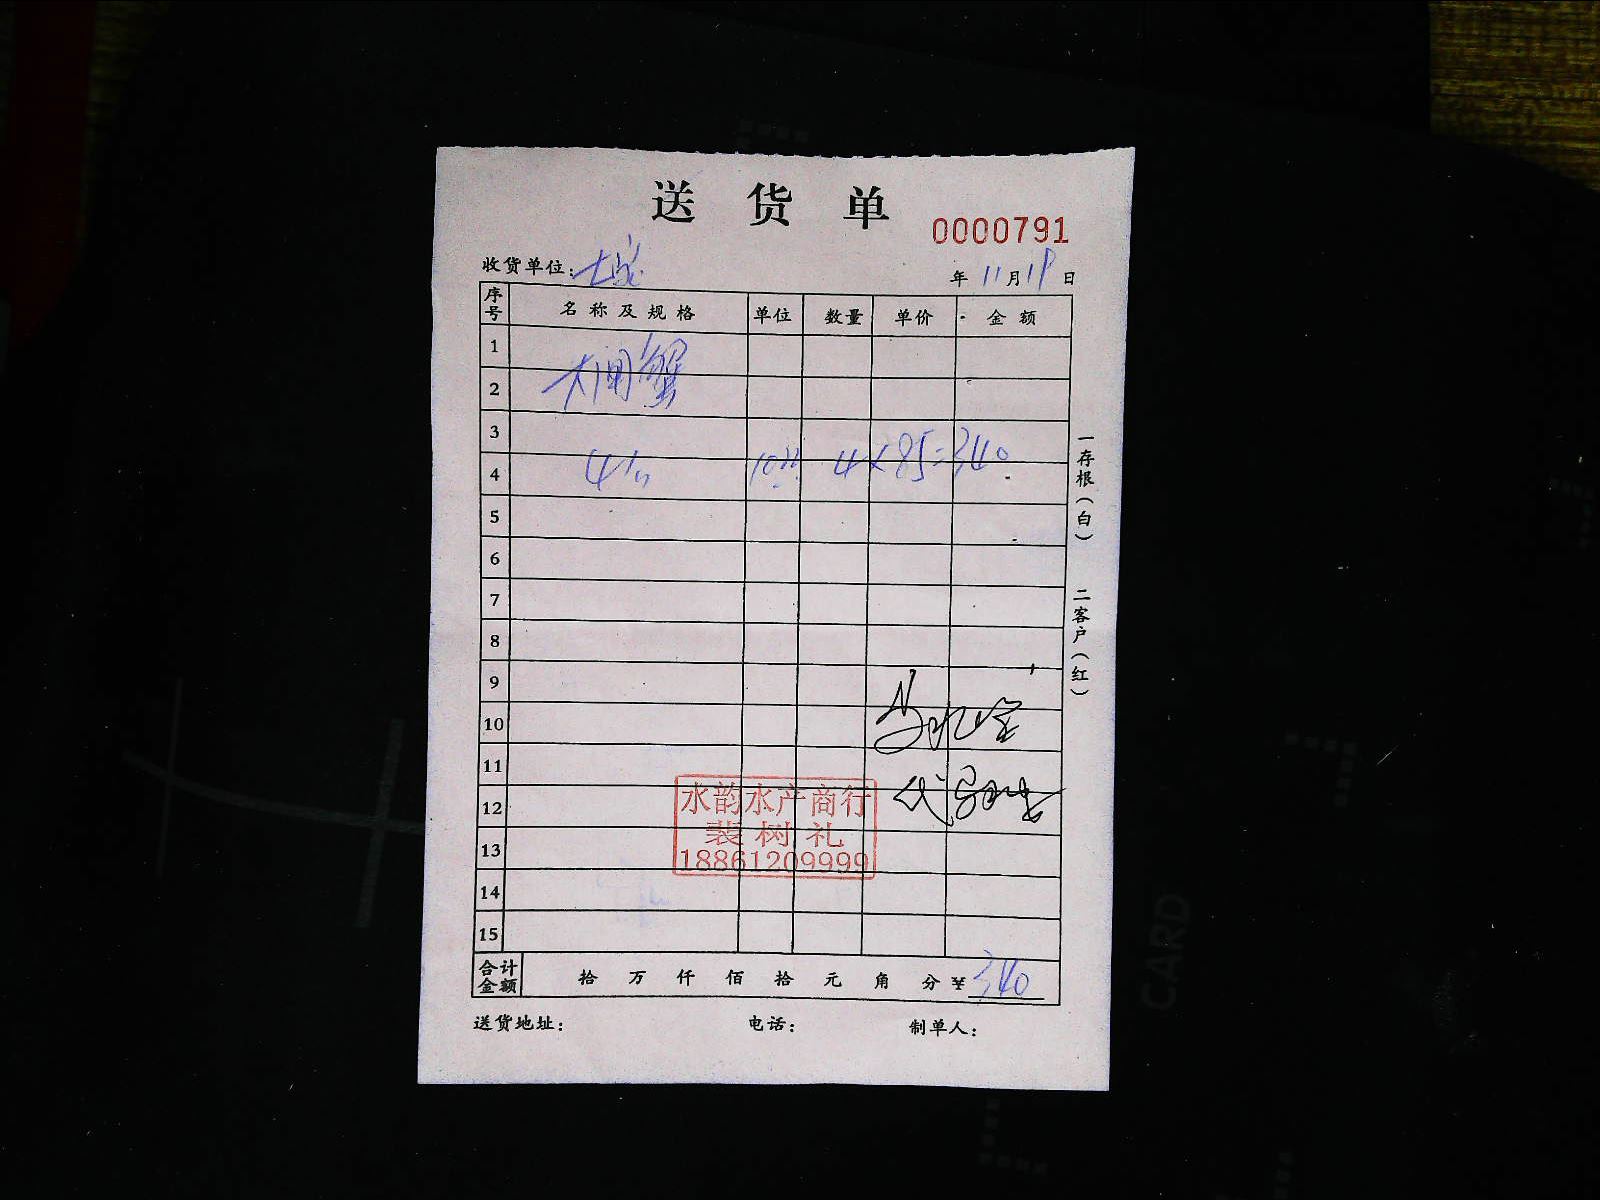 送货单
0000791
收货单位:
年 11月19日
序号 名称及规格 单位 数量 单价 金额
1
大闸蟹
2
3
4 4 10 4 × 85 = 340
5
6
7
8
9
10
11
12
13
14
15
水韵水产商行
裴树礼
18861209999
合计金额 拾 万 仟 佰 拾 元 角 分 ¥340
送货地址: 电话: 制单人:
一存根(白) 二客户(红)